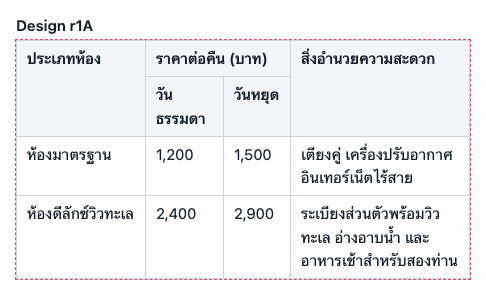 Design r1A
ประเภทห้อง ราคาต่อคืน (บาท) สิ่งอำนวยความสะดวก
วัน วันหยุด
ธรรมดา
ห้องมาตรฐาน 1,200 1,500 เตียงคู่ เครื่องปรับอากาศ
อินเทอร์เน็ตไร้สาย
ห้องดีลักซ์วิวทะเล 2,400 2,900 ระเบียงส่วนตัวพร้อมวิว
ทะเล อ่างอาบน้ำ และ
อาหารเช้าสำหรับสองท่าน